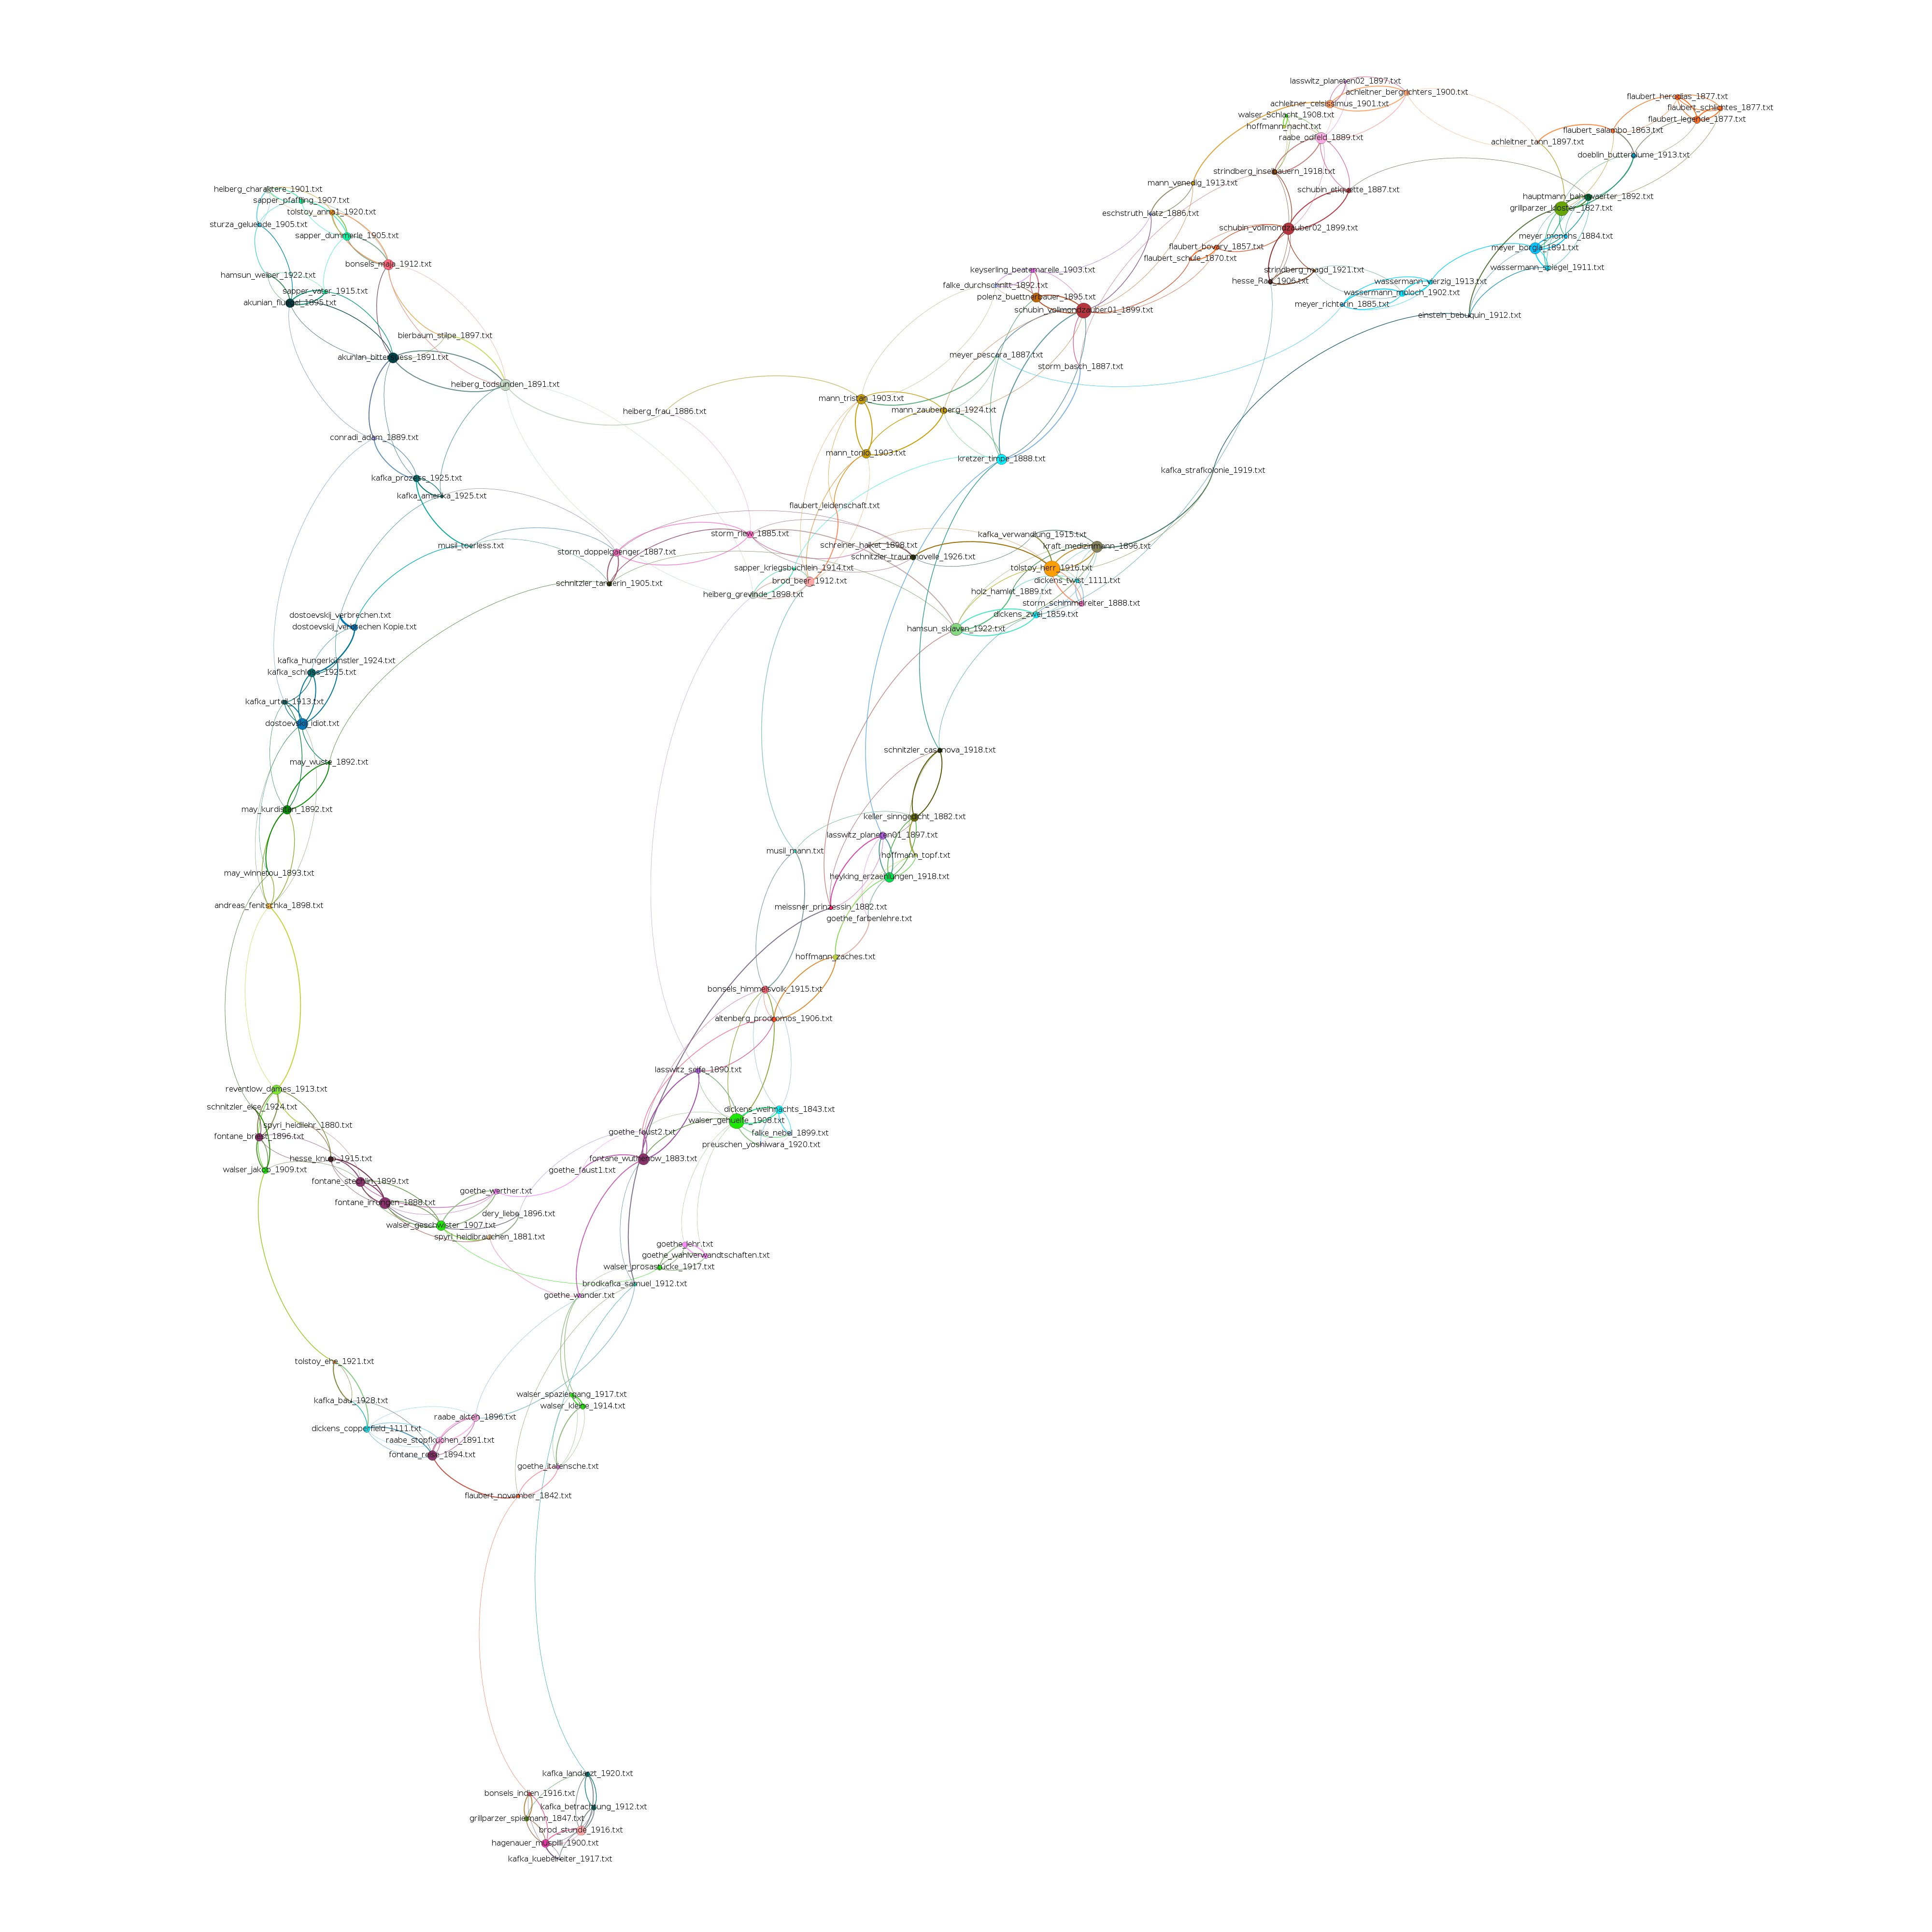 lasswitz_planeten02_1897.txt
achleitner_bergrichters_1900.txt
achleitner_celsissimus_1901.txt
flaubert_herodias_1877.txt
flaubert_schlichtes_1877.txt
walser_Schlacht_1908.txt
flaubert_legende_1877.txt
hoffmann_nacht.txt
flaubert_salambo_1863.txt
raabe_odfeld_1889.txt
achleitner_tann_1897.txt
doeblin_butterblume_1913.txt
strindberg_inselbauern_1918.txt
mann_venedig_1913.txt
heiberg_charaktere_1901.txt
schubin_etiquette_1887.txt
hauptmann_bahnwaerter_1892.txt
sapper_pfaffling_1907.txt
grillparzer_kloster_1827.txt
tolstoy_anna1_1920.txt
eschstruth_katz_1886.txt
sturza_geluende_1905.txt
schubin_vollmondzauber02_1899.txt
sapper_dummerle_1905.txt
meyer_monchs_1884.txt
flaubert_bovary_1857.txt
meyer_borgia_1891.txt
flaubert_schule_1870.txt
bonsels_maja_1912.txt
wassermann_spiegel_1911.txt
keyserling_beatemarelle_1903.txt
strindberg_magd_1921.txt
hamsun_weiber_1922.txt
hesse_Rad_1906.txt
wassermann_vierzig_1913.txt
falke_durchschnitt_1892.txt
sapper_vater_1915.txt
wassermann_moloch_1902.txt
polenz_buettnerbauer_1895.txt
akunian_flugel_1895.txt
meyer_richterin_1885.txt
schubin_vollmondzauber01_1899.txt
einstein_bebuquin_1912.txt
bierbaum_stilpe_1897.txt
meyer_pescara_1887.txt
akunian_bitterness_1891.txt
storm_basch_1887.txt
heiberg_todsunden_1891.txt
mann_tristan_1903.txt
mann_zauberberg_1924.txt
heiberg_frau_1886.txt
conradi_adam_1889.txt
mann_tonio_1903.txt
kretzer_timpe_1888.txt
kafka_strafkolonie_1919.txt
kafka_prozess_1925.txt
kafka_amerika_1925.txt
flaubert_leidenschaft.txt
storm_riew_1885.txt
kafka_verwandlung_1915.txt
musil_toerless.txt
schreiner_halket_1898.txt
kraft_medizinmann_1896.txt
storm_doppelgaenger_1887.txt
schnitzler_traumnovelle_1926.txt
sapper_kriegsbuchlein_1914.txt
tolstoy_herr_1916.txt
brod_beer_1912.txt
dickens_twist_1111.txt
schnitzler_tanzerin_1905.txt
holz_hamlet_1889.txt
heiberg_grevinde_1898.txt
storm_schimmelreiter_1888.txt
dostoevskij_verbrechen.txt
dickens_zwei_1859.txt
dostoevskij_verbrechen Kopie.txt
hamsun_sklaven_1922.txt
kafka_hungerkunstler_1924.txt
kafka_schloss_1925.txt
kafka_urteil_1913.txt
dostoevskij_idiot.txt
schnitzler_casanova_1918.txt
may_wuste_1892.txt
may_kurdistan_1892.txt
keller_sinngedicht_1882.txt
lasswitz_planeten01_1897.txt
musil_mann.txt
hoffmann_topf.txt
may_winnetou_1893.txt
heyking_erzaehlungen_1918.txt
andreas_fenitschka_1898.txt
meissner_prinzessin_1882.txt
goethe_farbenlehre.txt
hoffmann_zaches.txt
bonsels_himmelsvolk_1915.txt
altenberg_prodromos_1906.txt
lasswitz_seife_1890.txt
reventlow_dames_1913.txt
schnitzler_else_1924.txt
dickens_weihnachts_1843.txt
walser_gehuelfe_1908.txt
spyri_heidilehr_1880.txt
goethe_faust2.txt
falke_nebel_1899.txt
fontane_briest_1896.txt
preuschen_yoshiwara_1920.txt
hesse_knulp_1915.txt
fontane_wuthenow_1883.txt
walser_jakob_1909.txt
goethe_faust1.txt
fontane_stechlin_1899.txt
goethe_werther.txt
fontane_irrungen_1888.txt
dery_liebe_1896.txt
walser_geschwister_1907.txt
spyri_heidibrauchen_1881.txt
goethe_lehr.txt
goethe_wahlverwandtschaften.txt
walser_prosastucke_1917.txt
brodkafka_samuel_1912.txt
goethe_wander.txt
tolstoy_ehe_1921.txt
walser_spaziergang_1917.txt
kafka_bau_1928.txt
walser_kleine_1914.txt
raabe_akten_1896.txt
dickens_copperfield_1111.txt
raabe_stopfkuchen_1891.txt
fontane_reise_1894.txt
goethe_italiensche.txt
flaubert_november_1842.txt
kafka_landarzt_1920.txt
bonsels_indien_1916.txt
kafka_betrachtung_1912.txt
grillparzer_spielmann_1847.txt
brod_stunde_1916.txt
hagenauer_muspilli_1900.txt
kafka_kuebelreiter_1917.txt